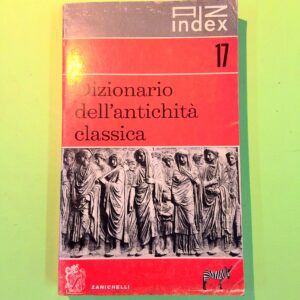 AZ
index
17
Dizionario
dell'antichità
classica
ZANICHELLI